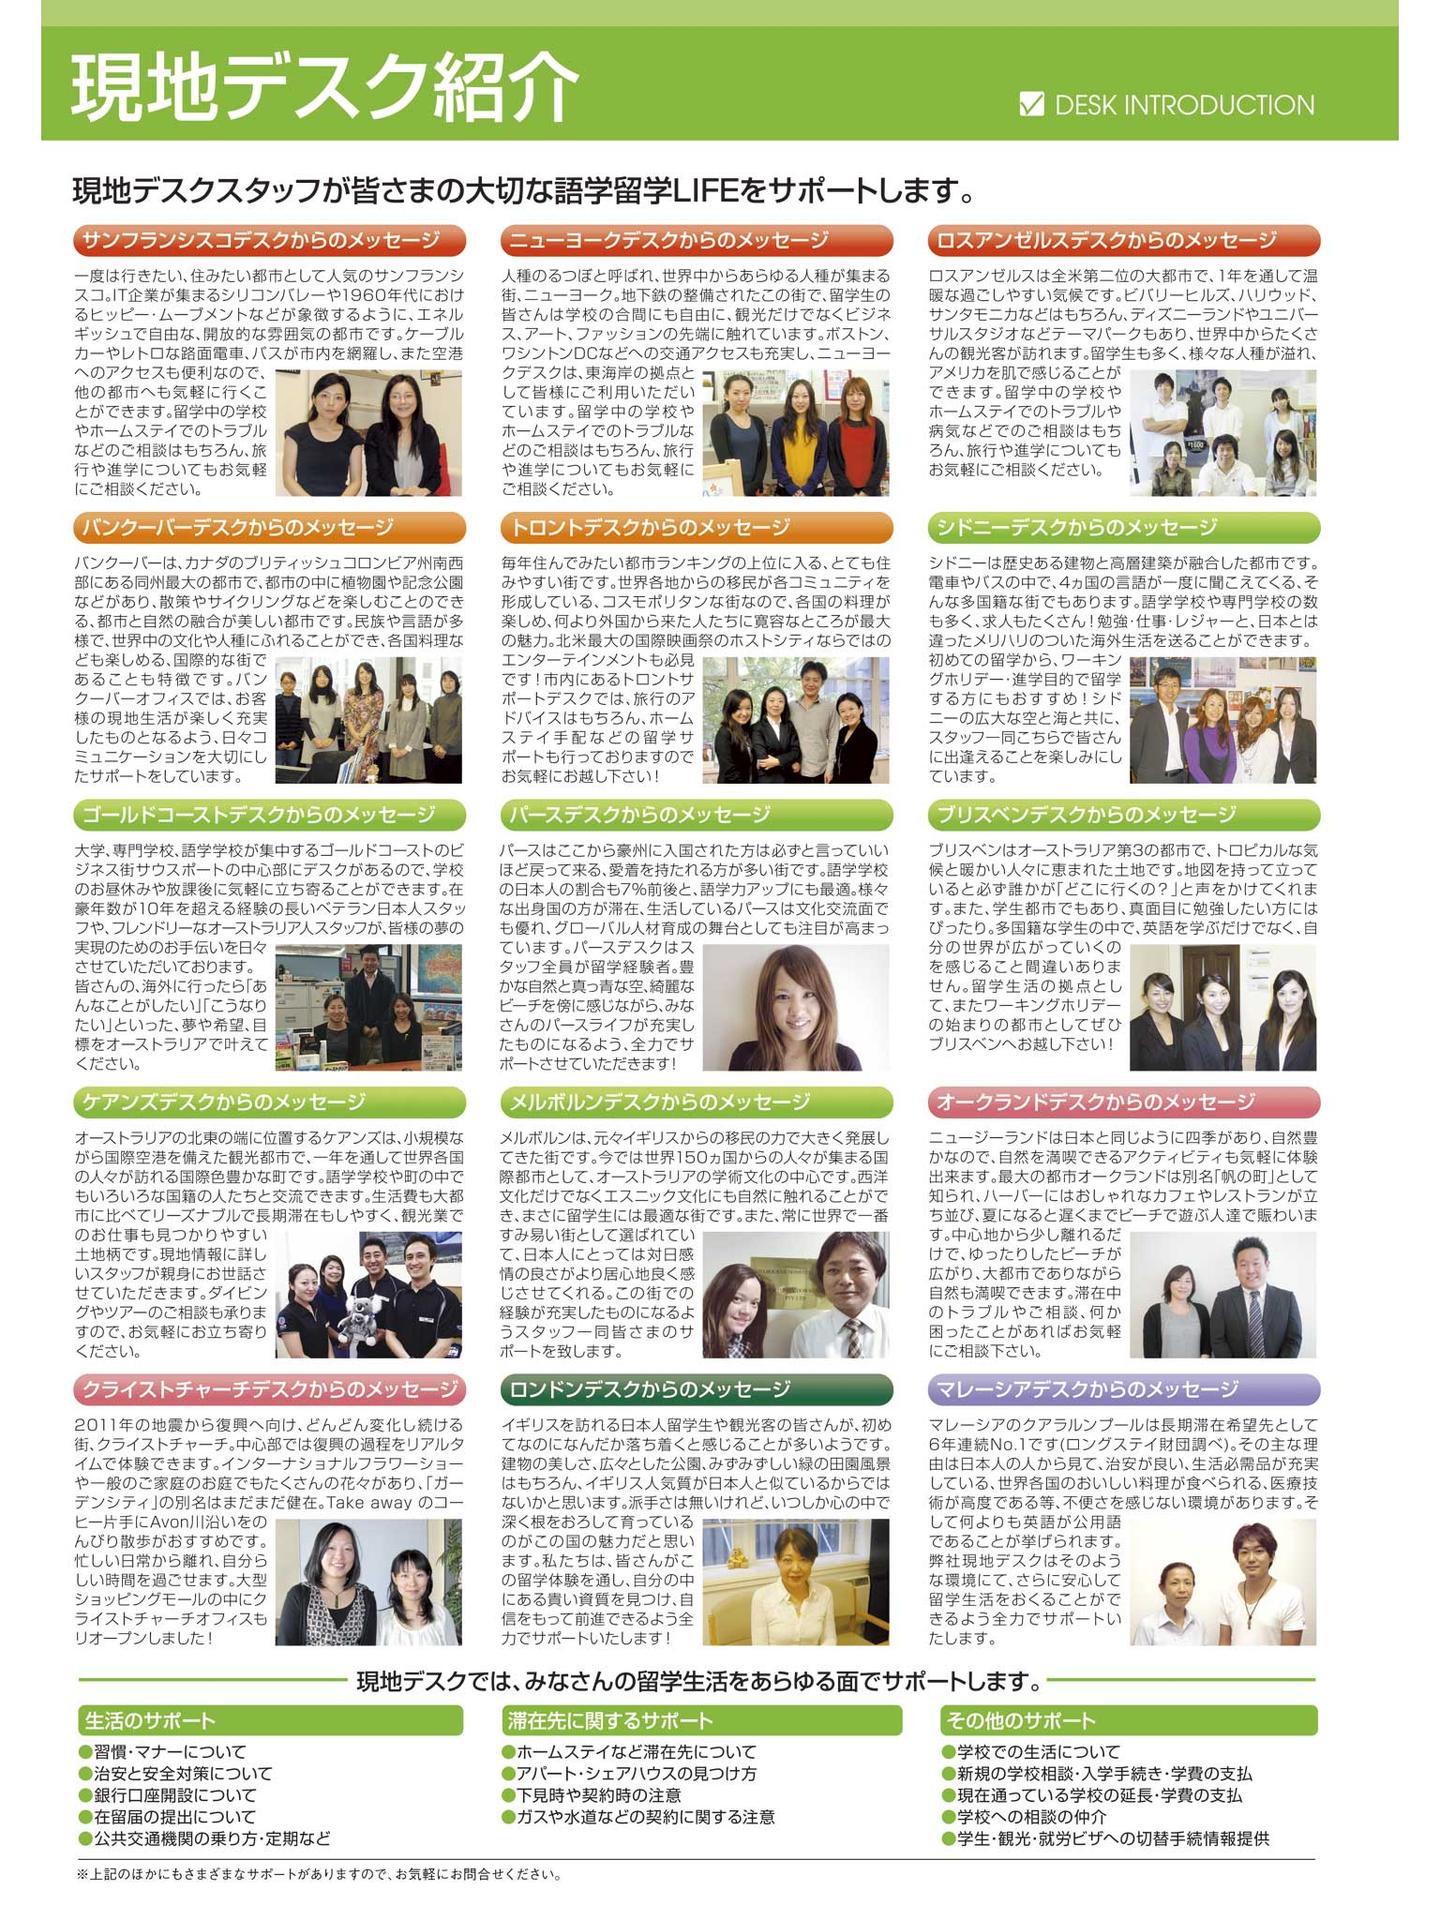 現地デスク紹介
DESK INTRODUCTION
現地デスクスタッフが皆さまの大切な語学留学LIFEをサポートします。
サンフランシスコデスクからのメッセージ
一度は行きたい、住みたい都市として人気のサンフランシ
スコ。IT企業が集まるシリコンバレーや1960年代におけ
るヒッピー・ムーブメントなどが象徴するように、エネル
ギッシュで自由な、開放的な雰囲気の都市です。ケーブル
カーやレトロな路面電車、バスが市内を網羅し、また空港
へのアクセスも便利なので、
他の都市へも気軽に行くこ
とができます。留学中の学校
やホームステイでのトラブル
などのご相談はもちろん、旅
行や進学についてもお気軽
にご相談ください。
ニューヨークデスクからのメッセージ
人種のるつぼと呼ばれ、世界中からあらゆる人種が集まる
街、ニューヨーク。地下鉄の整備されたこの街で、留学生の
皆さんは学校の合間にも自由に、観光だけでなくビジネ
ス、アート、ファッションの先端に触れています。ボストン、
ワシントンDCなどへの交通アクセスも充実し、ニューヨー
クデスクは、東海岸の拠点と
して皆様にご利用いただい
ています。留学中の学校や
ホームステイでのトラブルな
どのご相談はもちろん、旅行
や進学についてもお気軽に
ご相談ください。
ロスアンゼルスデスクからのメッセージ
ロスアンゼルスは全米第二位の大都市で、1年を通して温
暖な過ごしやすい気候です。ビバリーヒルズ、ハリウッド、
サンタモニカなどはもちろん、ディズニーランドやユニバー
サルスタジオなどテーマパークもあり、世界中からたくさ
んの観光客が訪れます。留学生も多く、様々な人種が溢れ、
アメリカを肌で感じることが
できます。留学中の学校や
ホームステイでのトラブルや
病気などでのご相談はもち
ろん、旅行や進学についても
お気軽にご相談ください。
バンクーバーデスクからのメッセージ
バンクーバーは、カナダのブリティッシュコロンビア州南西
部にある同州最大の都市で、都市の中に植物園や記念公園
などがあり、散策やサイクリングなどを楽しむことのでき
る、都市と自然の融合が美しい都市です。民族や言語が多
様で、世界中の文化や人種にふれることができ、各国料理な
ども楽しめる、国際的な街で
あることも特徴です。バン
クーバーオフィスでは、お客
様の現地生活が楽しく充実
したものとなるよう、日々コ
ミュニケーションを大切にし
たサポートをしています。
トロントデスクからのメッセージ
毎年住んでみたい都市ランキングの上位に入る、とても住
みやすい街です。世界各地からの移民が各コミュニティを
形成している、コスモポリタンな街なので、各国の料理が
楽しめ、何より外国から来た人たちに寛容なところが最大
の魅力。北米最大の国際映画祭のホストシティならではの
エンターテインメントも必見
です！市内にあるトロントサ
ポートデスクでは、旅行のア
ドバイスはもちろん、ホーム
ステイ手配などの留学サ
ポートも行っておりますので
お気軽にお越し下さい！
シドニーデスクからのメッセージ
シドニーは歴史ある建物と高層建築が融合した都市です。
電車やバスの中で、4ヵ国の言語が一度に聞こえてくる、そ
んな多国籍な街でもあります。語学学校や専門学校の数
も多く、求人もたくさん！勉強・仕事・レジャーと、日本とは
違ったメリハリのついた海外生活を送ることができます。
初めての留学から、ワーキン
グホリデー・進学目的で留学
する方にもおすすめ！シド
ニーの広大な空と海と共に、
スタッフ一同こちらで皆さん
に出逢えることを楽しみにし
ています。
ゴールドコーストデスクからのメッセージ
大学、専門学校、語学学校が集中するゴールドコーストのビ
ジネス街サウスポートの中心部にデスクがあるので、学校
のお昼休みや放課後に気軽に立ち寄ることができます。在
豪年数が10年を超える経験の長いベテラン日本人スタッ
フや、フレンドリーなオーストラリア人スタッフが、皆様の夢の
実現のためのお手伝いを日々
させていただいております。
皆さんの、海外に行ったら「あ
んなことがしたい」「こうなり
たい」といった、夢や希望、目
標をオーストラリアで叶えて
ください。
パースデスクからのメッセージ
パースはここから豪州に入国された方は必ずと言っていい
ほど戻って来る、愛着を持たれる方が多い街です。語学学校
の日本人の割合も7%前後と、語学力アップにも最適。様々
な出身国の方が滞在、生活しているパースは文化交流面で
も優れ、グローバル人材育成の舞台としても注目が高まっ
ています。パースデスクはス
タッフ全員が留学経験者。豊
かな自然と真っ青な空、綺麗な
ビーチを傍に感じながら、みな
さんのパースライフが充実し
たものになるよう、全力でサ
ポートさせていただきます！
ブリスベンデスクからのメッセージ
ブリスベンはオーストラリア第3の都市で、トロピカルな気
候と暖かい人々に恵まれた土地です。地図を持って立って
いると必ず誰かが「どこに行くの？」と声をかけてくれま
す。また、学生都市でもあり、真面目に勉強したい方には
ぴったり。多国籍な学生の中で、英語を学ぶだけでなく、自
分の世界が広がっていくの
を感じること間違いありま
せん。留学生活の拠点とし
て、またワーキングホリデー
の始まりの都市としてぜひ
ブリスベンへお越し下さい！
ケアンズデスクからのメッセージ
オーストラリアの北東の端に位置するケアンズは、小規模な
がら国際空港を備えた観光都市で、一年を通して世界各国
の人々が訪れる国際色豊かな町です。語学学校や町の中で
もいろいろな国籍の人たちと交流できます。生活費も大都
市に比べてリーズナブルで長期滞在もしやすく、観光業で
のお仕事も見つかりやすい
土地柄です。現地情報に詳し
いスタッフが親身にお世話さ
せていただきます。ダイビン
グやツアーのご相談も承りま
すので、お気軽にお立ち寄り
ください。
メルボルンデスクからのメッセージ
メルボルンは、元々イギリスからの移民の力で大きく発展し
てきた街です。今では世界150ヵ国からの人々が集まる国
際都市として、オーストラリアの学術文化の中心です。西洋
文化だけでなくエスニック文化にも自然に触れることがで
き、まさに留学生には最適な街です。また、常に世界で一番
すみ易い街として選ばれてい
て、日本人にとっては対日感
情の良さがより居心地良く感
じさせてくれる。この街での
経験が充実したものになるよ
うスタッフ一同皆さまのサ
ポートを致します。
オークランドデスクからのメッセージ
ニュージーランドは日本と同じように四季があり、自然豊
かなので、自然を満喫できるアクティビティも気軽に体験
出来ます。最大の都市オークランドは別名「帆の町」として
知られ、ハーバーにはおしゃれなカフェやレストランが立
ち並び、夏になると遅くまでビーチで遊ぶ人達で賑わいま
す。中心地から少し離れるだ
けで、ゆったりしたビーチが
広がり、大都市でありながら
自然も満喫できます。滞在中
のトラブルやご相談、何か
困ったことがあればお気軽
にご相談下さい。
クライストチャーチデスクからのメッセージ
2011年の地震から復興へ向け、どんどん変化し続ける
街、クライストチャーチ。中心部では復興の過程をリアルタ
イムで体験できます。インターナショナルフラワーショー
や一般のご家庭のお庭でもたくさんの花々があり、「ガー
デンシティ」の別名はまだまだ健在。Take away のコー
ヒー片手にAvon川沿いをの
んびり散歩がおすすめです。
忙しい日常から離れ、自分ら
しい時間を過ごせます。大型
ショッピングモールの中にク
ライストチャーチオフィスも
リオープンしました！
ロンドンデスクからのメッセージ
イギリスを訪れる日本人留学生や観光客の皆さんが、初め
てなのになんだか落ち着くと感じることが多いようです。
建物の美しさ、広々とした公園、みずみずしい緑の田園風景
はもちろん、イギリス人気質が日本人と似ているからでは
ないかと思います。派手さは無いけれど、いつしか心の中で
深く根をおろして育っている
のがこの国の魅力だと思い
ます。私たちは、皆さんがこ
の留学体験を通し、自分の中
にある貴い資質を見つけ、自
信をもって前進できるよう全
力でサポートいたします！
マレーシアデスクからのメッセージ
マレーシアのクアラルンプールは長期滞在希望先として
6年連続No.1です(ロングステイ財団調べ)。その主な理
由は日本人の人から見て、治安が良い、生活必需品が充実
している、世界各国のおいしい料理が食べられる、医療技
術が高度である等、不便さを感じない環境があります。そ
して何よりも英語が公用語
であることが挙げられます。
弊社現地デスクはそのよう
な環境にて、さらに安心して
留学生活をおくることがで
きるよう全力でサポートい
たします。
現地デスクでは、みなさんの留学生活をあらゆる面でサポートします。
生活のサポート
●習慣・マナーについて
●治安と安全対策について
●銀行口座開設について
●在留届の提出について
●公共交通機関の乗り方・定期など
滞在先に関するサポート
●ホームステイなど滞在先について
●アパート・シェアハウスの見つけ方
●下見時や契約時の注意
●ガスや水道などの契約に関する注意
その他のサポート
●学校での生活について
●新規の学校相談・入学手続き・学費の支払
●現在通っている学校の延長・学費の支払
●学校への相談の仲介
●学生・観光・就労ビザへの切替手続情報提供
※上記のほかにもさまざまなサポートがありますので、お気軽にお問合せください。